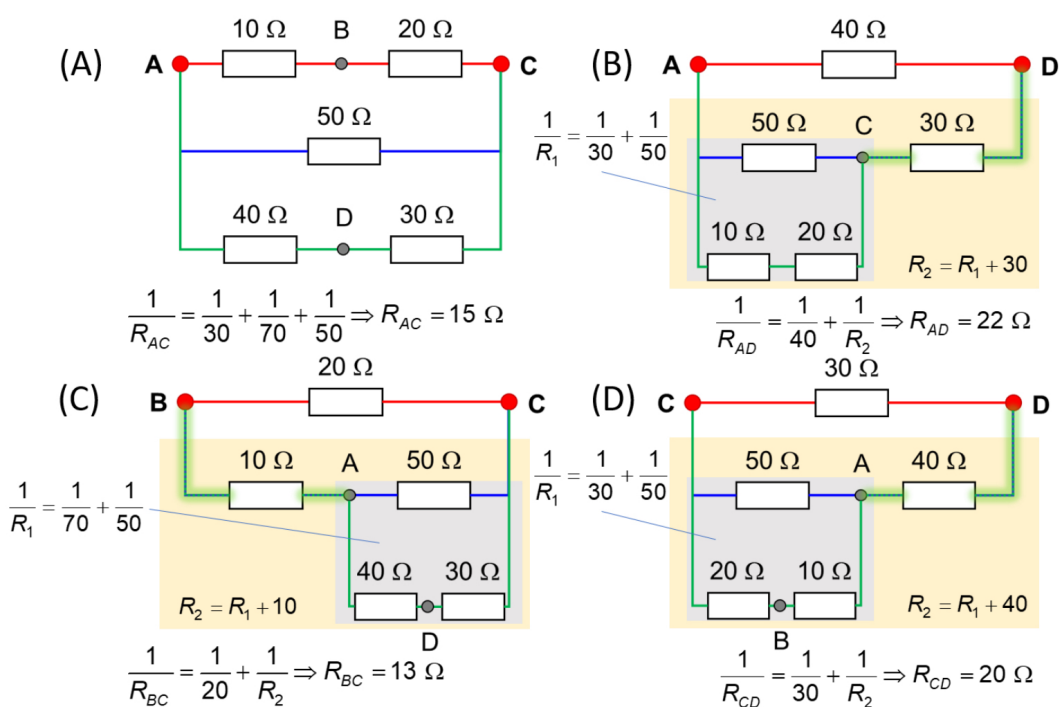 (A)
10 Ω B 20 Ω
A C
50 Ω
40 Ω D 30 Ω
1/R_AC = 1/30 + 1/70 + 1/50 ⇒ R_AC = 15 Ω
(B)
40 Ω
A D
1/R_1 = 1/30 + 1/50
50 Ω C 30 Ω
10 Ω 20 Ω
R_2 = R_1 + 30
1/R_AD = 1/40 + 1/R_2 ⇒ R_AD = 22 Ω
(C)
20 Ω
B C
10 Ω A 50 Ω
1/R_1 = 1/70 + 1/50
40 Ω 30 Ω
R_2 = R_1 + 10
D
1/R_BC = 1/20 + 1/R_2 ⇒ R_BC = 13 Ω
(D)
30 Ω
C D
1/R_1 = 1/30 + 1/50
50 Ω A 40 Ω
20 Ω 10 Ω
R_2 = R_1 + 40
B
1/R_CD = 1/30 + 1/R_2 ⇒ R_CD = 20 Ω